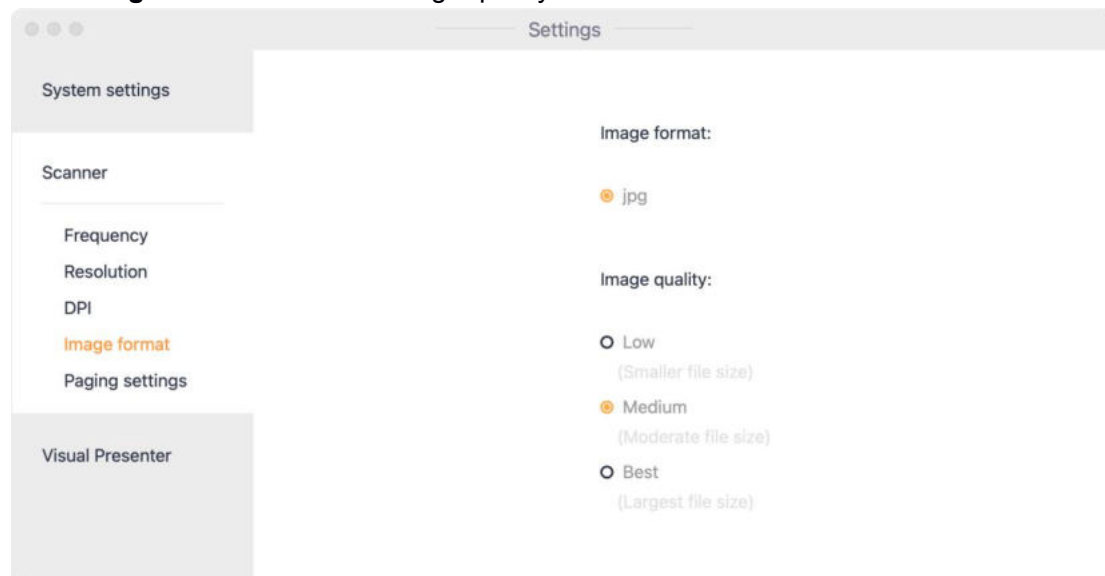 Settings
System settings
Scanner
Frequency
Resolution
DPI
Image format
Paging settings
Visual Presenter
Image format:
jpg
Image quality:
Low
(Smaller file size)
Medium
(Moderate file size)
Best
(Largest file size)